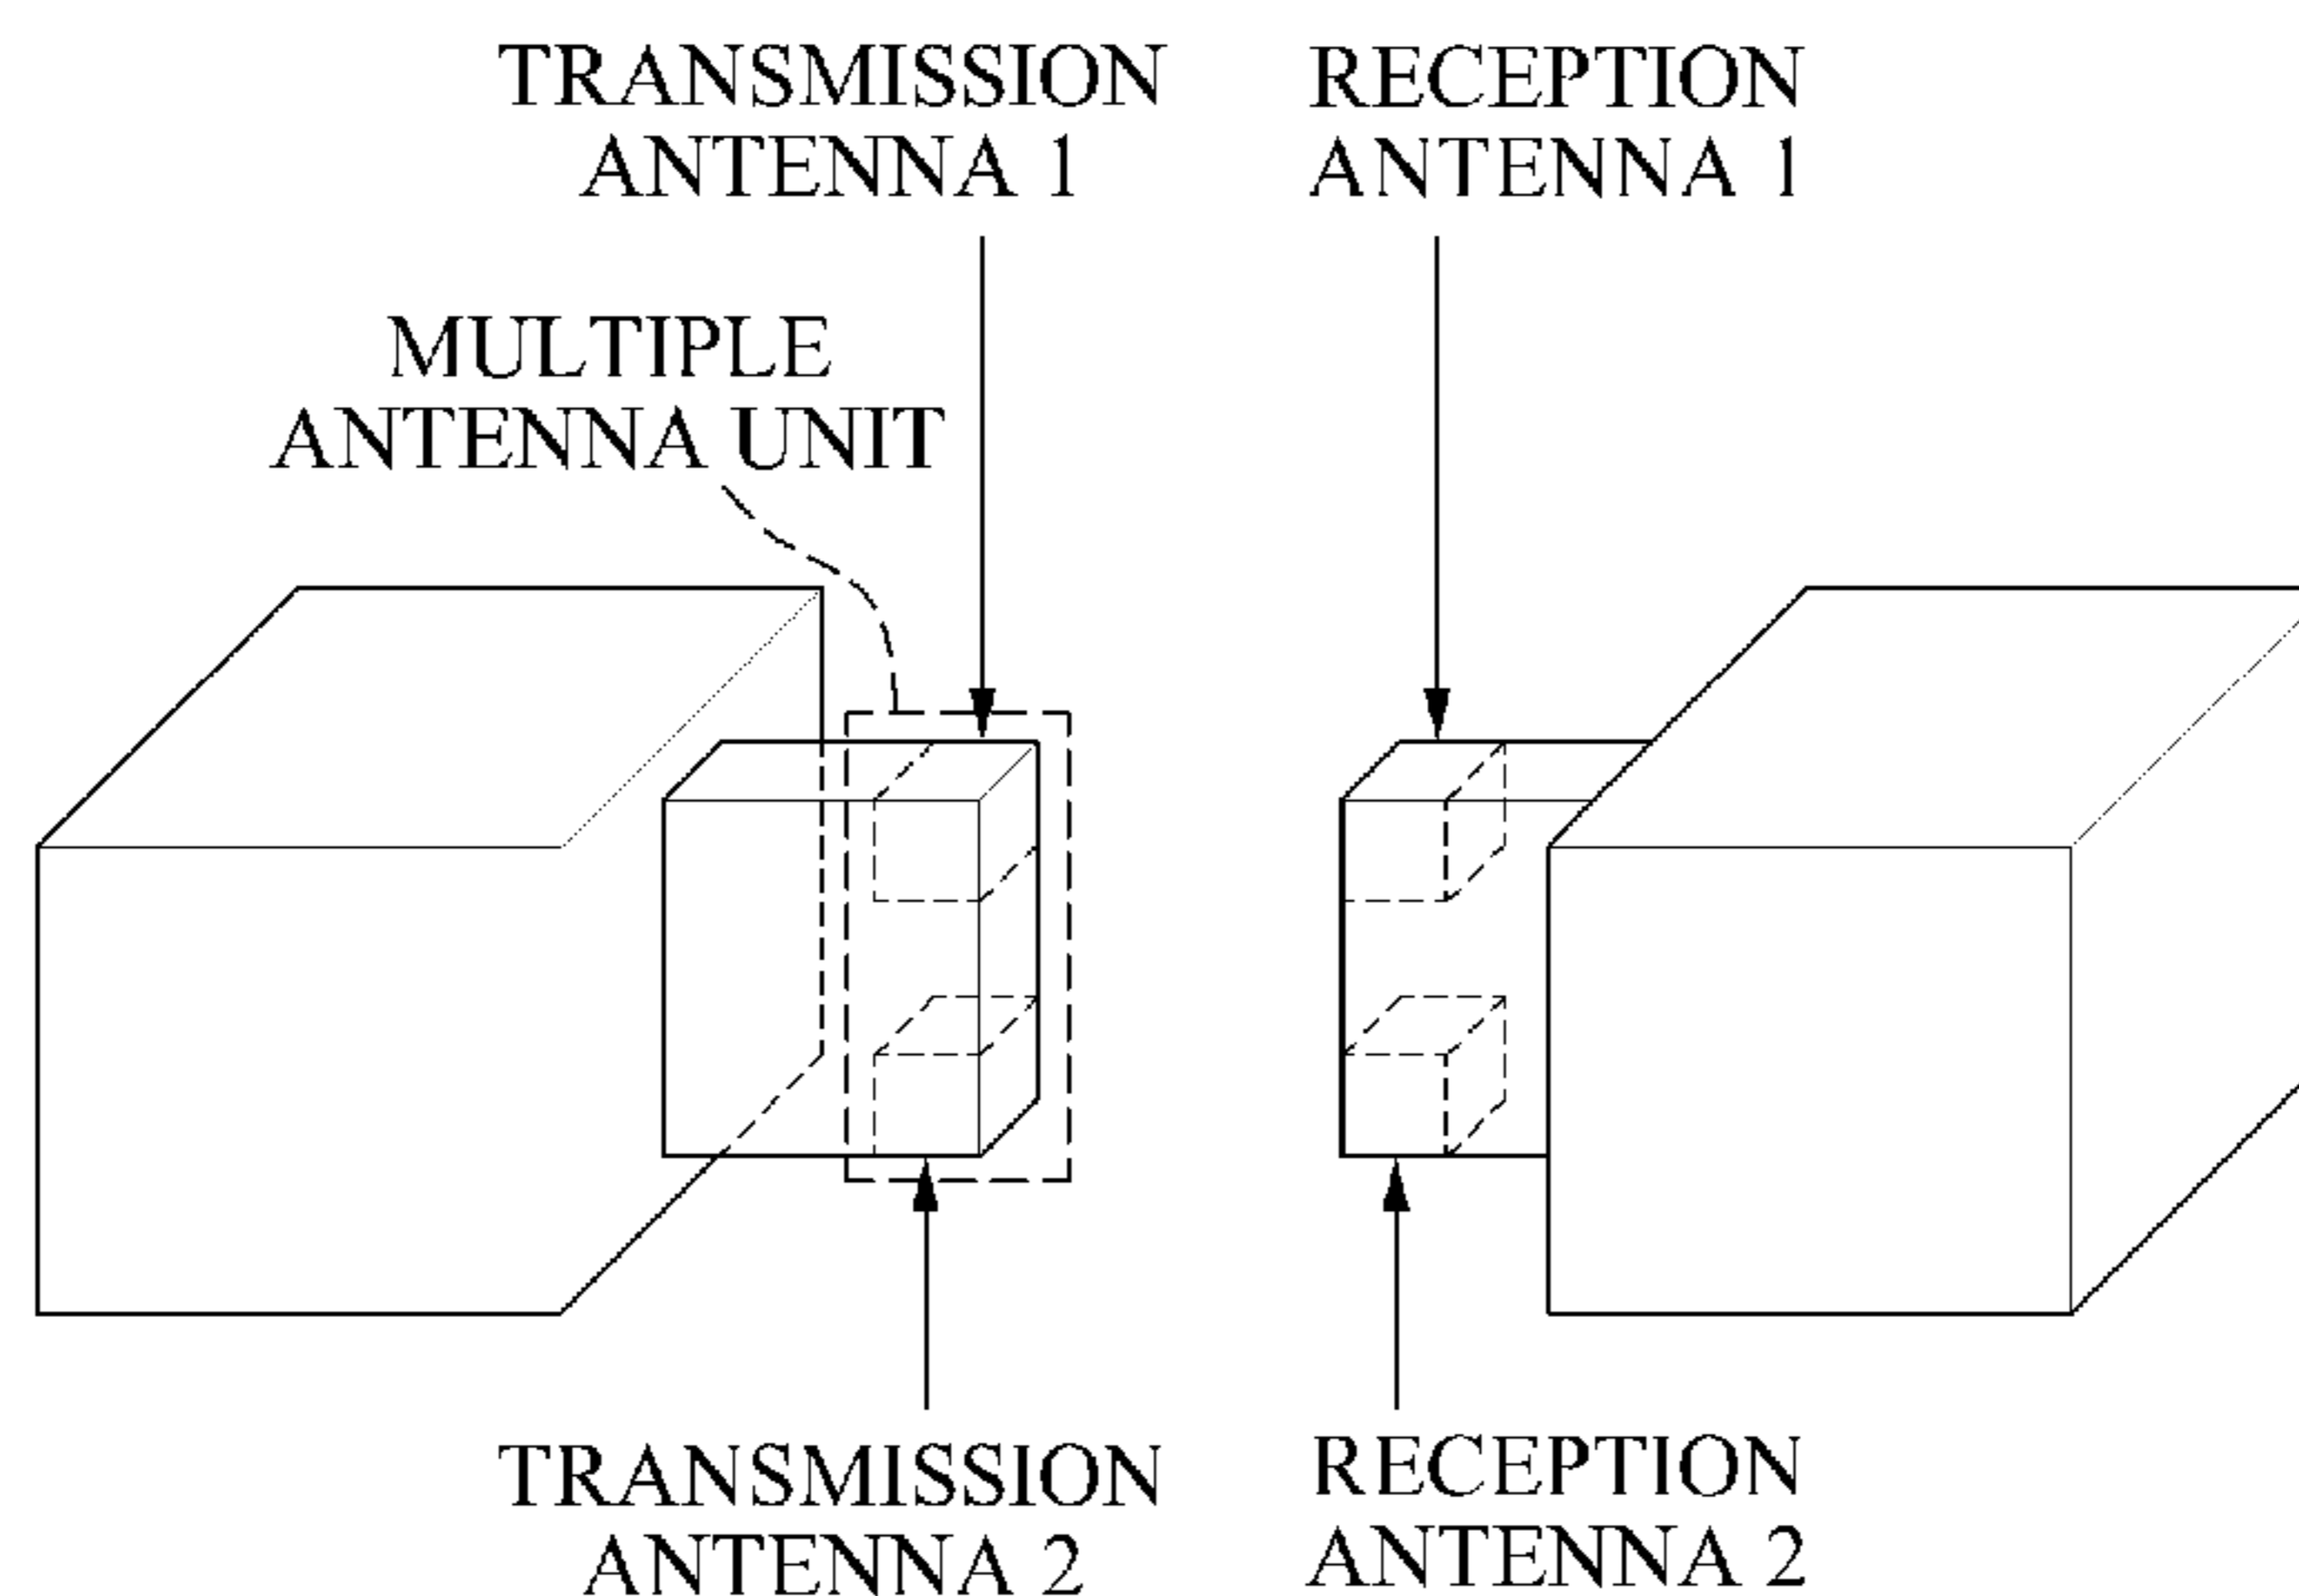 TRANSMISSION
ANTENNA 1
RECEPTION
ANTENNA 1
MULTIPLE
ANTENNA UNIT
TRANSMISSION
ANTENNA 2
RECEPTION
ANTENNA 2